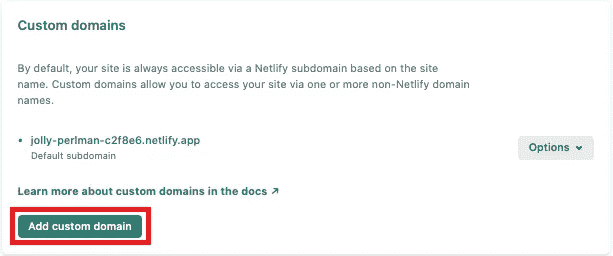 Custom domains
By default, your site is always accessible via a Netlify subdomain based on the site
name. Custom domains allow you to access your site via one or more non-Netlify domain
names.
• jolly-perlman-c2f8e6.netlify.app
Default subdomain
Options
Learn more about custom domains in the docs ↗
Add custom domain